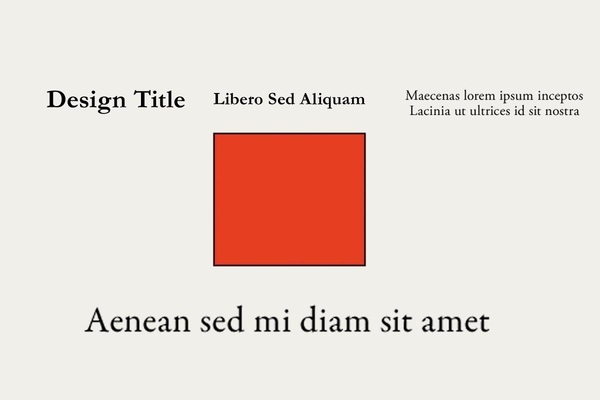 Design Title
Libero Sed Aliquam
Maecenas lorem ipsum inceptos
Lacinia ut ultrices id sit nostra
Aenean sed mi diam sit amet